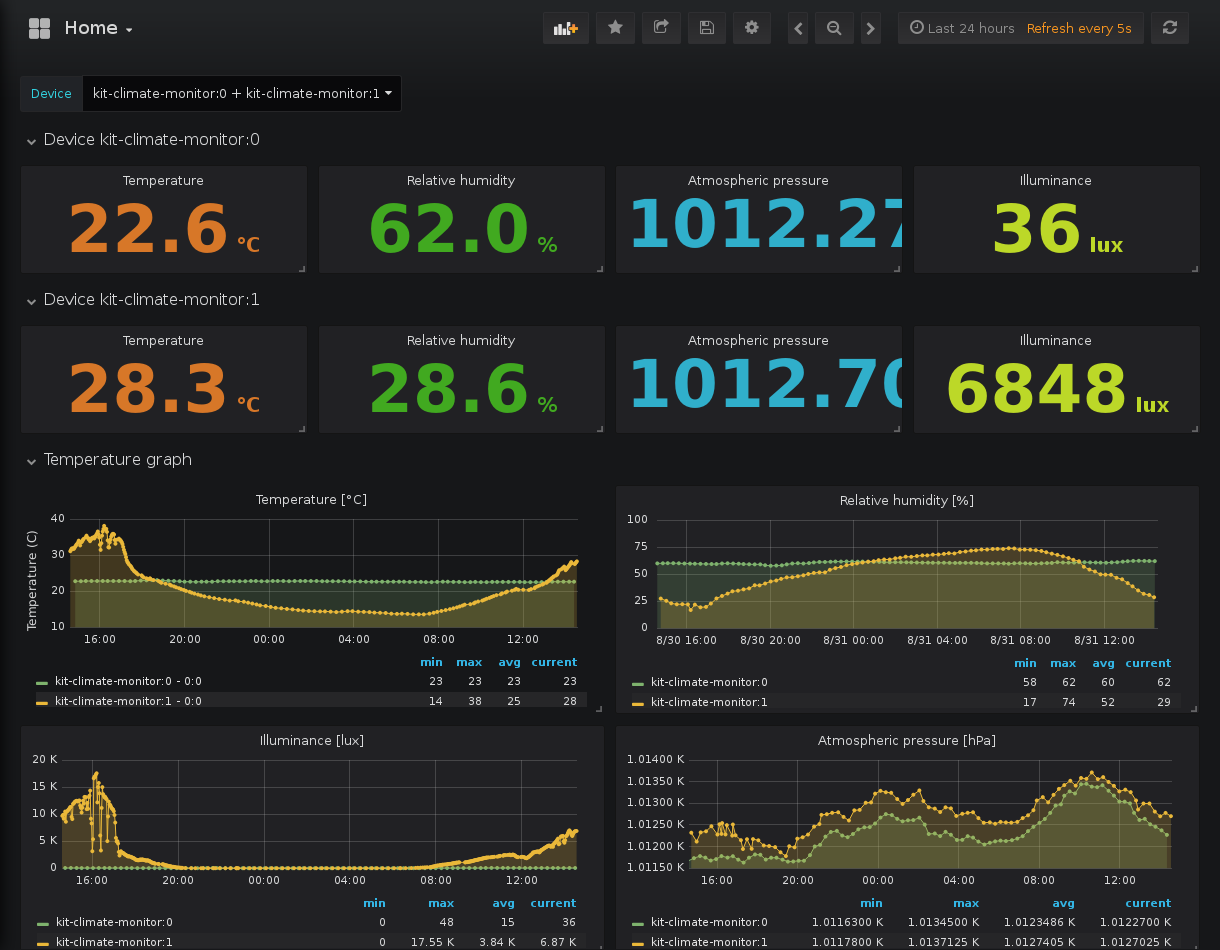 Home
Last 24 hours Refresh every 5s
Device kit-climate-monitor:0 + kit-climate-monitor:1
Device kit-climate-monitor:0
Temperature Relative humidity Atmospheric pressure Illuminance
22.6 °C 62.0 % 1012.27 36 lux
Device kit-climate-monitor:1
Temperature Relative humidity Atmospheric pressure Illuminance
28.3 °C 28.6 % 1012.70 6848 lux
Temperature graph
Temperature [°C]
Temperature (C)
40
30
20
10
16:00 20:00 00:00 04:00 08:00 12:00
min max avg current
kit-climate-monitor:0 - 0:0 23 23 23 23
kit-climate-monitor:1 - 0:0 14 38 25 28
Relative humidity [%]
100
75
50
25
0
8/30 16:00 8/30 20:00 8/31 00:00 8/31 04:00 8/31 08:00 8/31 12:00
min max avg current
kit-climate-monitor:0 58 62 60 62
kit-climate-monitor:1 17 74 52 29
Illuminance [lux]
20 K
15 K
10 K
5 K
0
16:00 20:00 00:00 04:00 08:00 12:00
min max avg current
kit-climate-monitor:0 0 48 15 36
kit-climate-monitor:1 0 17.55 K 3.84 K 6.87 K
Atmospheric pressure [hPa]
1.01400 K
1.01350 K
1.01300 K
1.01250 K
1.01200 K
1.01150 K
16:00 20:00 00:00 04:00 08:00 12:00
min max avg current
kit-climate-monitor:0 1.0116300 K 1.0134500 K 1.0123486 K 1.0122700 K
kit-climate-monitor:1 1.0117800 K 1.0137125 K 1.0127405 K 1.0127025 K